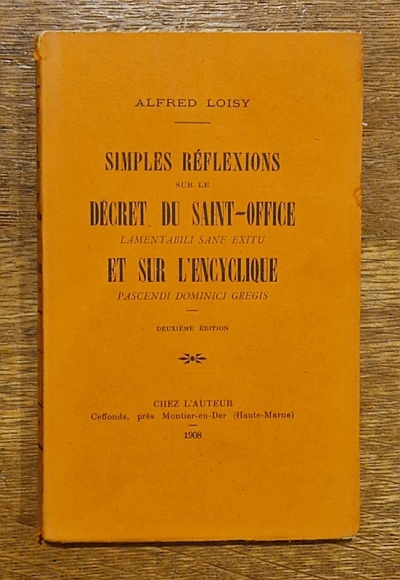 ALFRED LOISY
SIMPLES RÉFLEXIONS
SUR LE
DÉCRET DU SAINT-OFFICE
LAMENTABILI SANE EXITU
ET SUR L'ENCYCLIQUE
PASCENDI DOMINICI GREGIS
DEUXIÈME ÉDITION
CHEZ L'AUTEUR
Ceffonds, près Montier-en-Der (Haute-Marne)
1908